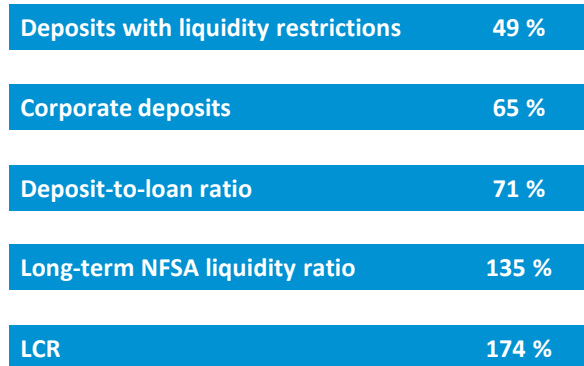 Deposits with liquidity restrictions 49 %
Corporate deposits 65 %
Deposit-to-loan ratio 71 %
Long-term NFSA liquidity ratio 135 %
LCR 174 %